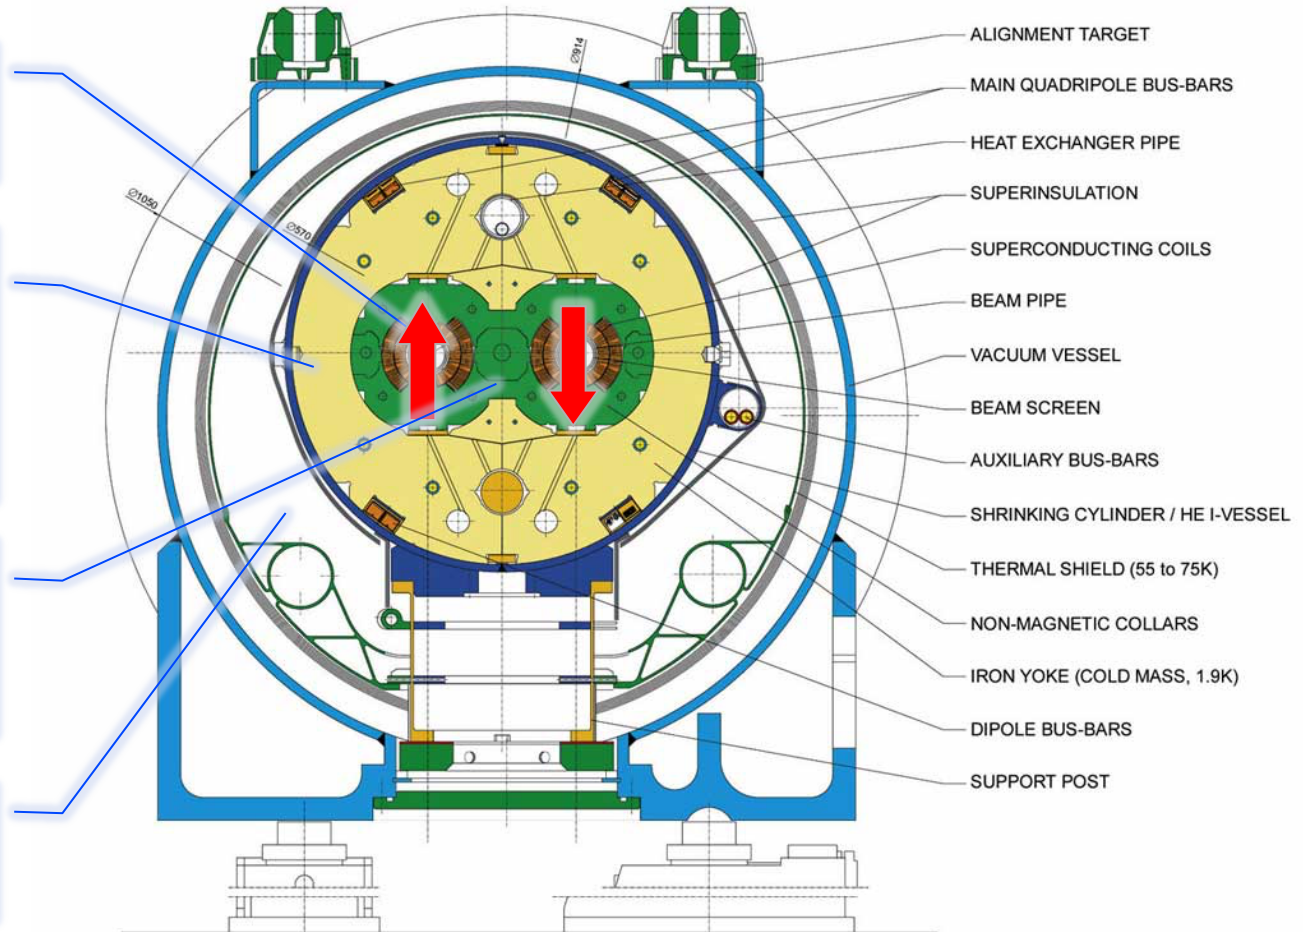 ALIGNMENT TARGET
MAIN QUADRIPOLE BUS-BARS
HEAT EXCHANGER PIPE
SUPERINSULATION
SUPERCONDUCTING COILS
BEAM PIPE
VACUUM VESSEL
BEAM SCREEN
AUXILIARY BUS-BARS
SHRINKING CYLINDER / HE I-VESSEL
THERMAL SHIELD (55 to 75K)
NON-MAGNETIC COLLARS
IRON YOKE (COLD MASS, 1.9K)
DIPOLE BUS-BARS
SUPPORT POST
Ø914
Ø1050
Ø570